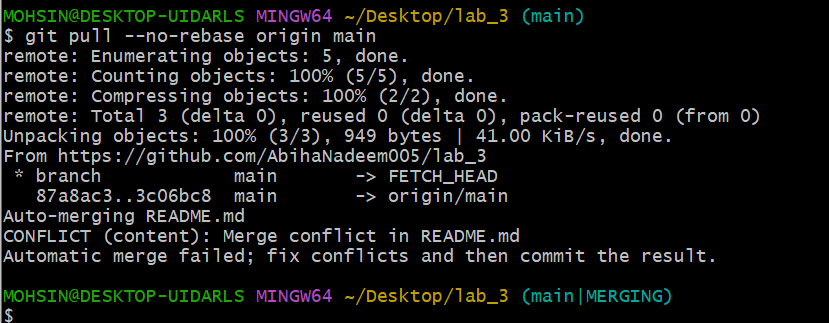 MOHSIN@DESKTOP-UIDARLS MINGW64 ~/Desktop/lab_3 (main)
$ git pull --no-rebase origin main
remote: Enumerating objects: 5, done.
remote: Counting objects: 100% (5/5), done.
remote: Compressing objects: 100% (2/2), done.
remote: Total 3 (delta 0), reused 0 (delta 0), pack-reused 0 (from 0)
Unpacking objects: 100% (3/3), 949 bytes | 41.00 KiB/s, done.
From https://github.com/AbihaNadeem005/lab_3
 * branch            main       -> FETCH_HEAD
   87a8ac3..3c06bc8  main       -> origin/main
Auto-merging README.md
CONFLICT (content): Merge conflict in README.md
Automatic merge failed; fix conflicts and then commit the result.
MOHSIN@DESKTOP-UIDARLS MINGW64 ~/Desktop/lab_3 (main|MERGING)
$